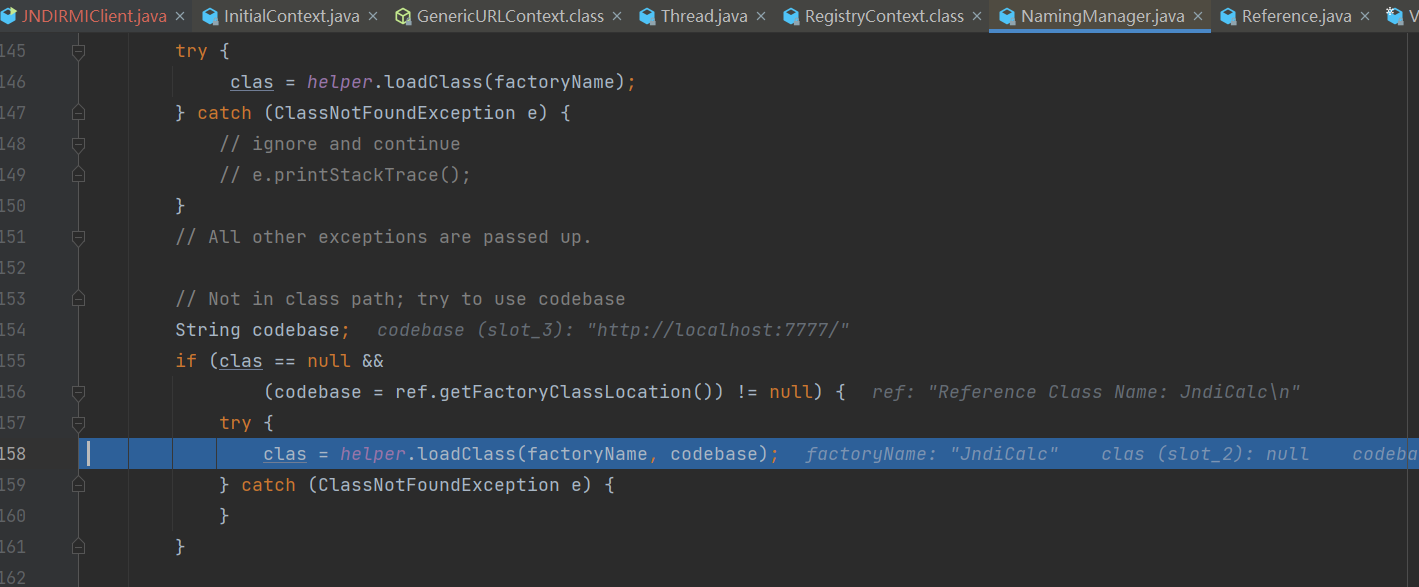 JNDIRMIClient.java × InitialContext.java × GenericURLContext.class × Thread.java × RegistryContext.class × NamingManager.java × Reference.java ×
145 try {
146 clas = helper.loadClass(factoryName);
147 } catch (ClassNotFoundException e) {
148 // ignore and continue
149 // e.printStackTrace();
150 }
151 // All other exceptions are passed up.
152
153 // Not in class path; try to use codebase
154 String codebase; codebase (slot_3): "http://localhost:7777/"
155 if (clas == null &&
156 (codebase = ref.getFactoryClassLocation()) != null) { ref: "Reference Class Name: JndiCalc\n"
157 try {
158 clas = helper.loadClass(factoryName, codebase); factoryName: "JndiCalc" clas (slot_2): null codeba
159 } catch (ClassNotFoundException e) {
160 }
161 }
162